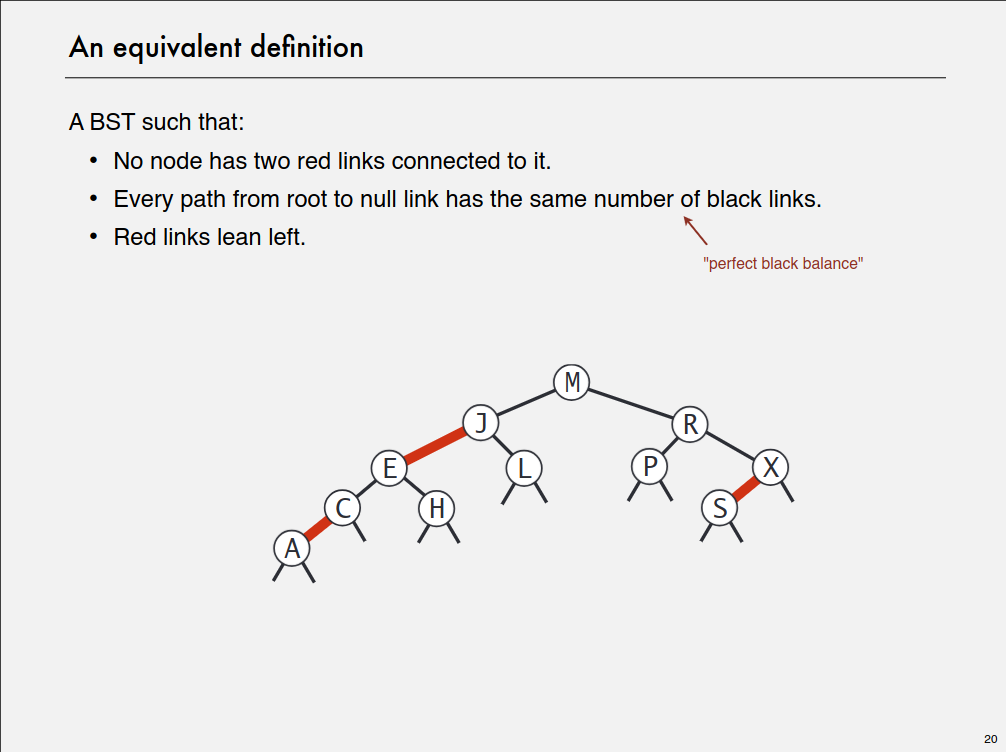 An equivalent definition
A BST such that:
• No node has two red links connected to it.
• Every path from root to null link has the same number of black links.
• Red links lean left.
"perfect black balance"
M
J R
E L P X
C H S
A
20